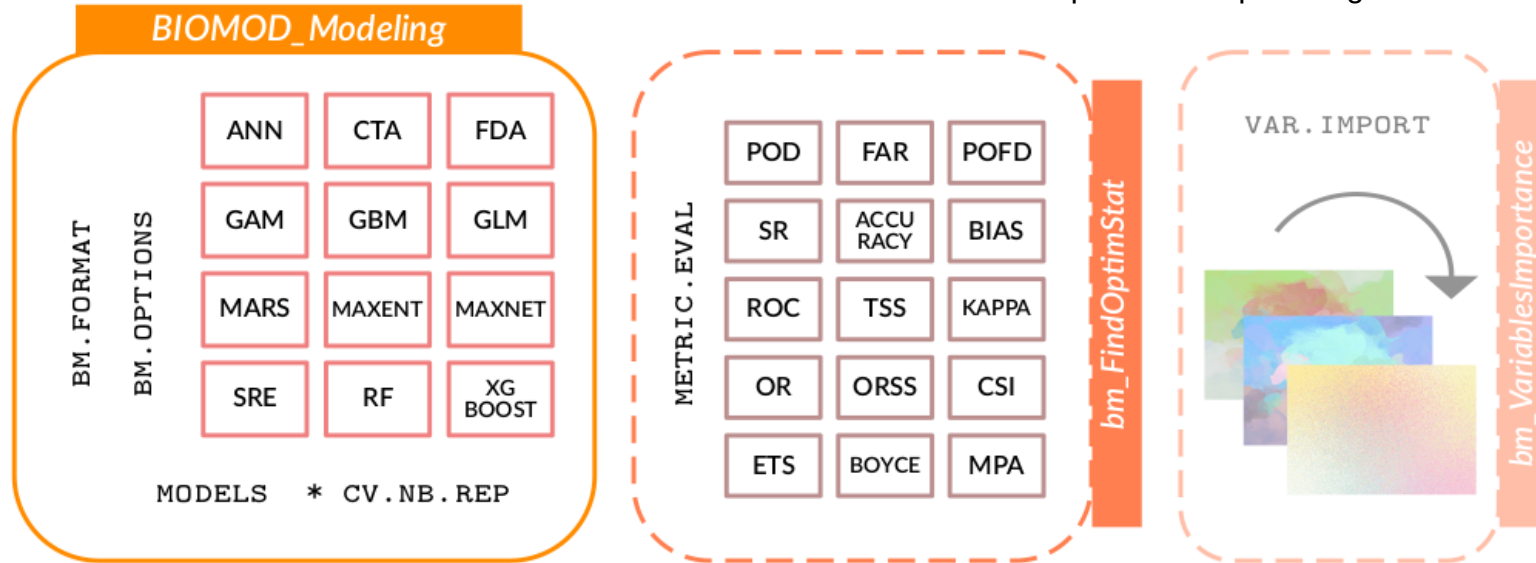 BIOMOD_Modeling
BM.FORMAT
BM.OPTIONS
ANN
CTA
FDA
GAM
GBM
GLM
MARS
MAXENT
MAXNET
SRE
RF
XG
BOOST
MODELS * CV.NB.REP
METRIC.EVAL
POD
FAR
POFD
SR
ACCU
RACY
BIAS
ROC
TSS
KAPPA
OR
ORSS
CSI
ETS
BOYCE
MPA
bm_FindOptimStat
VAR.IMPORT
bm_VariablesImportance